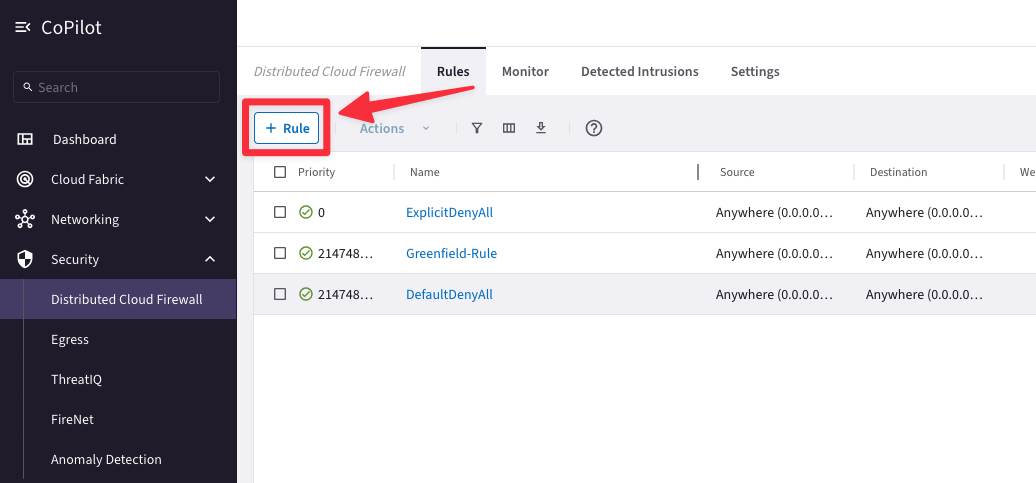 CoPilot
Search
Dashboard
Cloud Fabric
Networking
Security
Distributed Cloud Firewall
Egress
ThreatIQ
FireNet
Anomaly Detection
Distributed Cloud Firewall Rules Monitor Detected Intrusions Settings
+ Rule Actions
Priority Name Source Destination We
0 ExplicitDenyAll Anywhere (0.0.0.0... Anywhere (0.0.0.0...
214748... Greenfield-Rule Anywhere (0.0.0.0... Anywhere (0.0.0.0...
214748... DefaultDenyAll Anywhere (0.0.0.0... Anywhere (0.0.0.0...